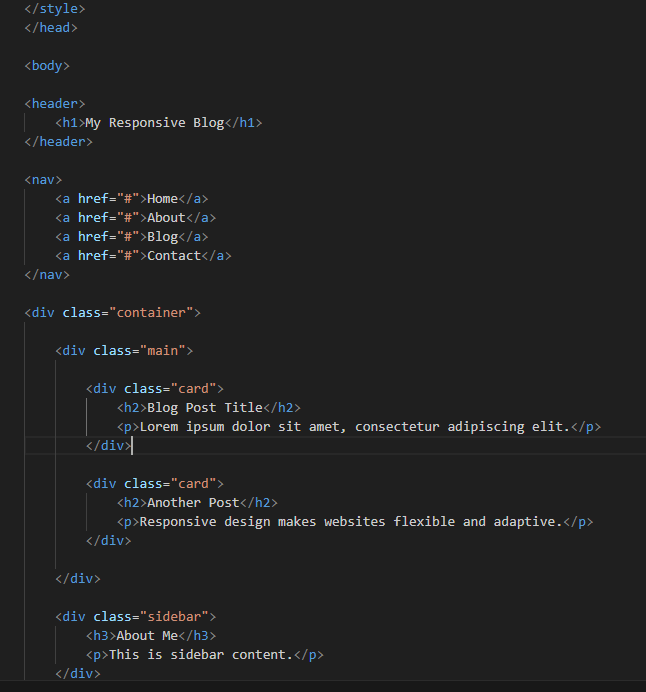 </style>
</head>
<body>
<header>
<h1>My Responsive Blog</h1>
</header>
<nav>
<a href="#">Home</a>
<a href="#">About</a>
<a href="#">Blog</a>
<a href="#">Contact</a>
</nav>
<div class="container">
<div class="main">
<div class="card">
<h2>Blog Post Title</h2>
<p>Lorem ipsum dolor sit amet, consectetur adipiscing elit.</p>
</div>
<div class="card">
<h2>Another Post</h2>
<p>Responsive design makes websites flexible and adaptive.</p>
</div>
</div>
<div class="sidebar">
<h3>About Me</h3>
<p>This is sidebar content.</p>
</div>